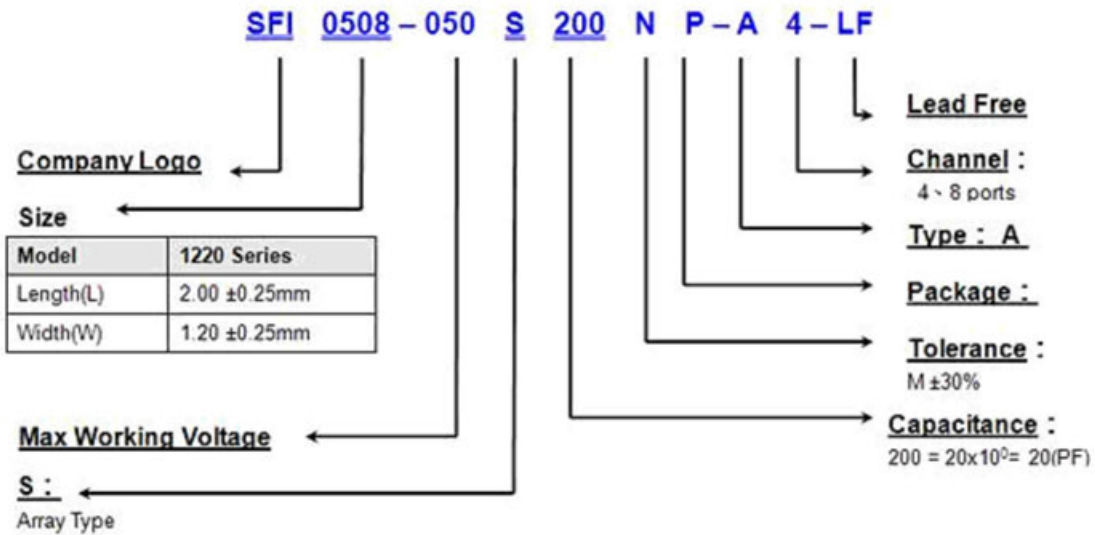 SFI 0508 – 050 S 200 N P – A 4 – LF
Company Logo
Size
Model 1220 Series
Length(L) 2.00 ±0.25mm
Width(W) 1.20 ±0.25mm
Max Working Voltage
S :
Array Type
Lead Free
Channel :
4、8 ports
Type : A
Package :
Tolerance :
M ±30%
Capacitance :
200 = 20x10⁰= 20(PF)